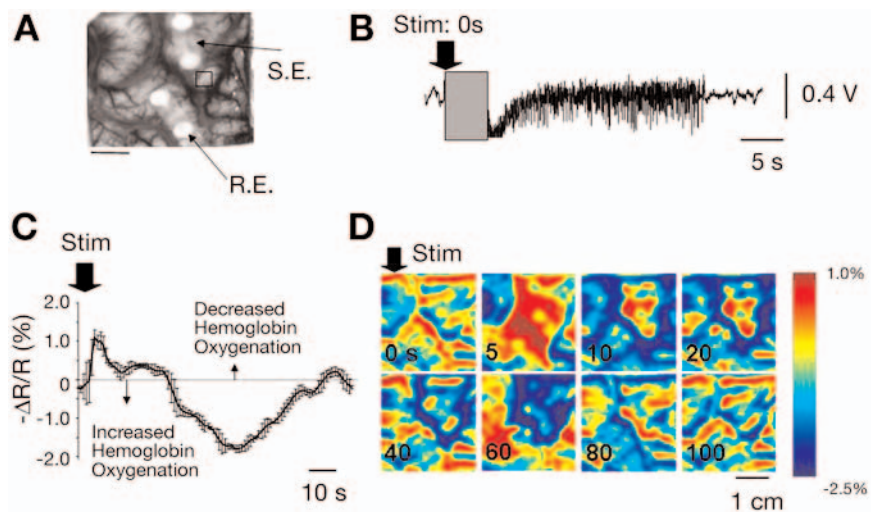 A
S.E.
R.E.
B
Stim: 0s
0.4 V
5 s
C
Stim
-ΔR/R (%)
2.0
1.0
0
-1.0
-2.0
Decreased
Hemoglobin
Oxygenation
Increased
Hemoglobin
Oxygenation
10 s
D
Stim
0 s
5
10
20
40
60
80
100
1.0%
-2.5%
1 cm